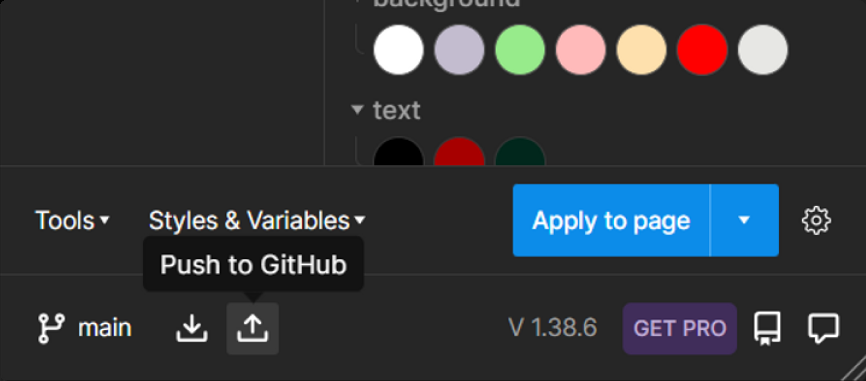 background
text
Tools
Styles & Variables
Apply to page
Push to GitHub
main
V 1.38.6
GET PRO